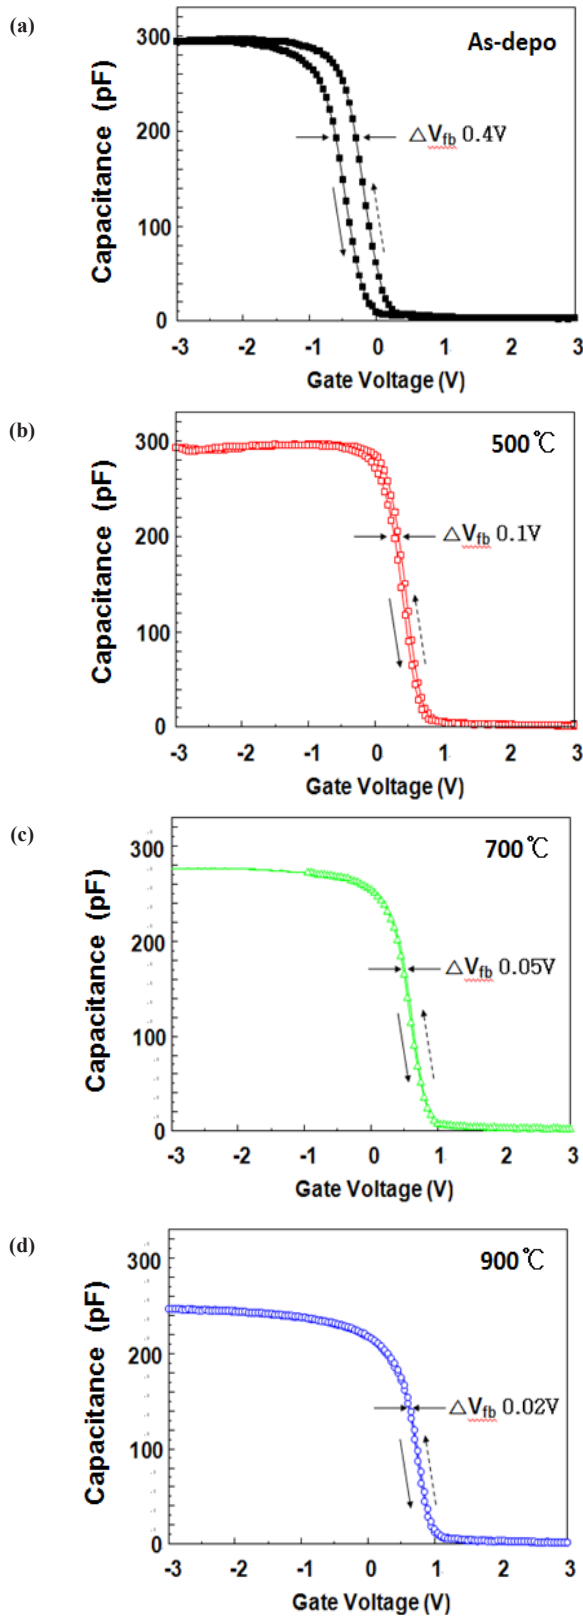 (a)
As-depo
300
200
100
0
Capacitance (pF)
△Vfb 0.4V
-3 -2 -1 0 1 2 3
Gate Voltage (V)
(b)
500℃
300
200
100
0
Capacitance (pF)
△Vfb 0.1V
-3 -2 -1 0 1 2 3
Gate Voltage (V)
(c)
700℃
300
200
100
0
Capacitance (pF)
△Vfb 0.05V
-3 -2 -1 0 1 2 3
Gate Voltage (V)
(d)
900℃
300
200
100
0
Capacitance (pF)
△Vfb 0.02V
-3 -2 -1 0 1 2 3
Gate Voltage (V)